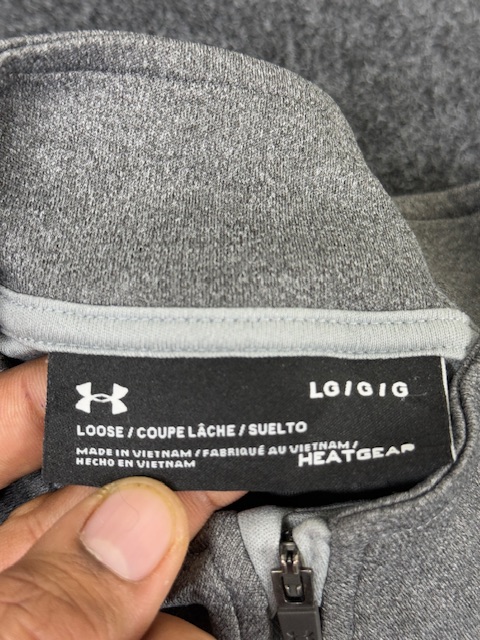 LG/G/G
LOOSE / COUPE LÂCHE / SUELTO
MADE IN VIETNAM / FABRIQUÉ AU VIETNAM /
HECHO EN VIETNAM
HEATGEAR